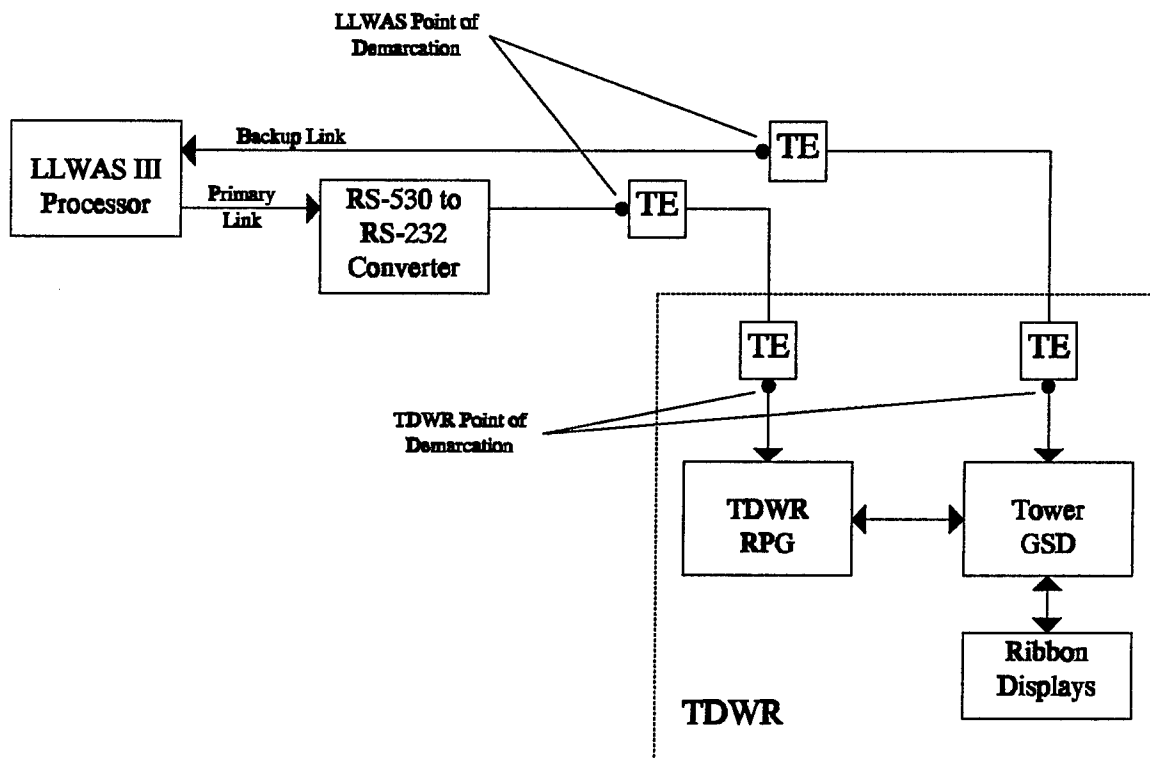 LLWAS Point of
Demarcation
Backup Link
TE
LLWAS III
Processor
Primary
Link
RS-530 to
RS-232
Converter
TE
TE
TE
TDWR Point of
Demarcation
TDWR
RPG
Tower
GSD
Ribbon
Displays
TDWR